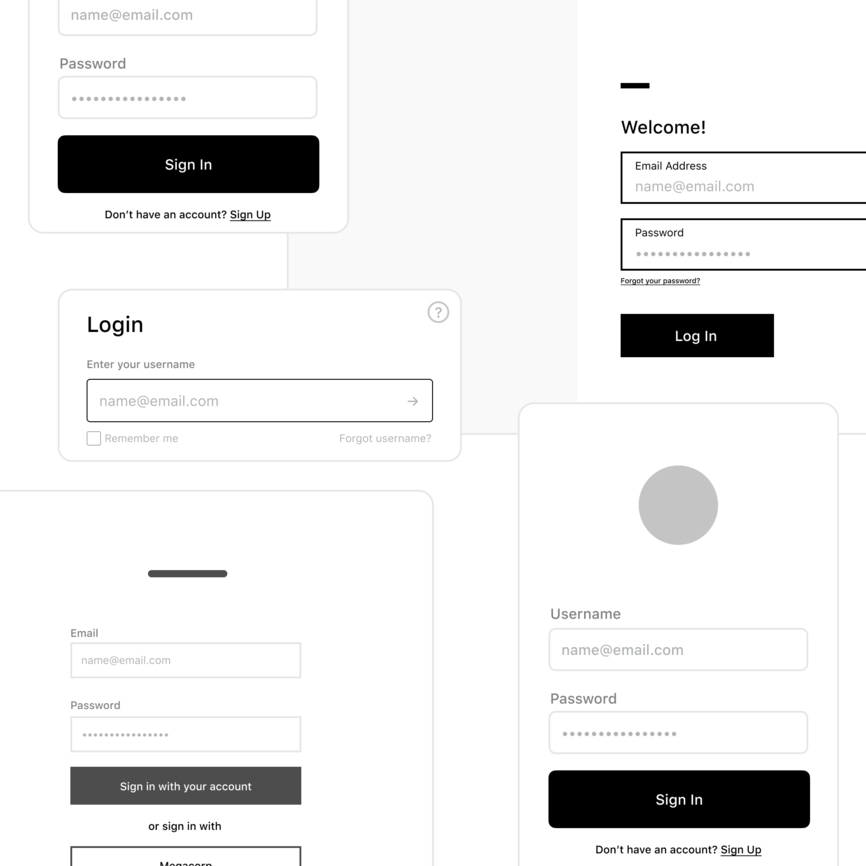 name@email.com
Password
Sign In
Don't have an account? Sign Up
Welcome!
Email Address
name@email.com
Password
Forgot your password?
Log In
Login
?
Enter your username
name@email.com
Remember me
Forgot username?
Email
name@email.com
Password
Sign in with your account
or sign in with
Megacorp
Username
name@email.com
Password
Sign In
Don't have an account? Sign Up